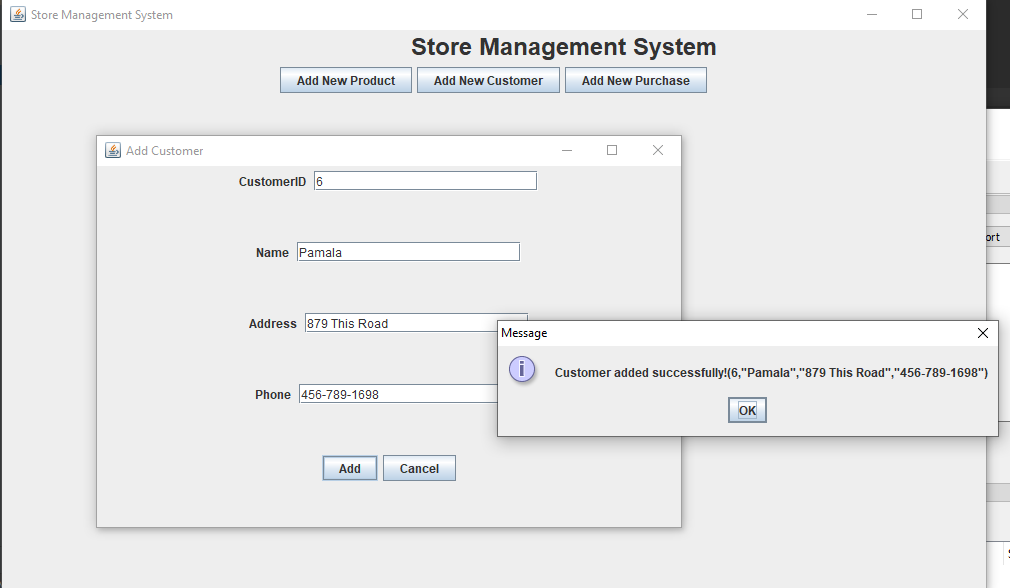 Store Management System
Store Management System
Add New Product Add New Customer Add New Purchase
Add Customer
CustomerID 6
Name Pamala
ort
Address 879 This Road
Message
Customer added successfully!(6,"Pamala","879 This Road","456-789-1698")
OK
Phone 456-789-1698
Add Cancel